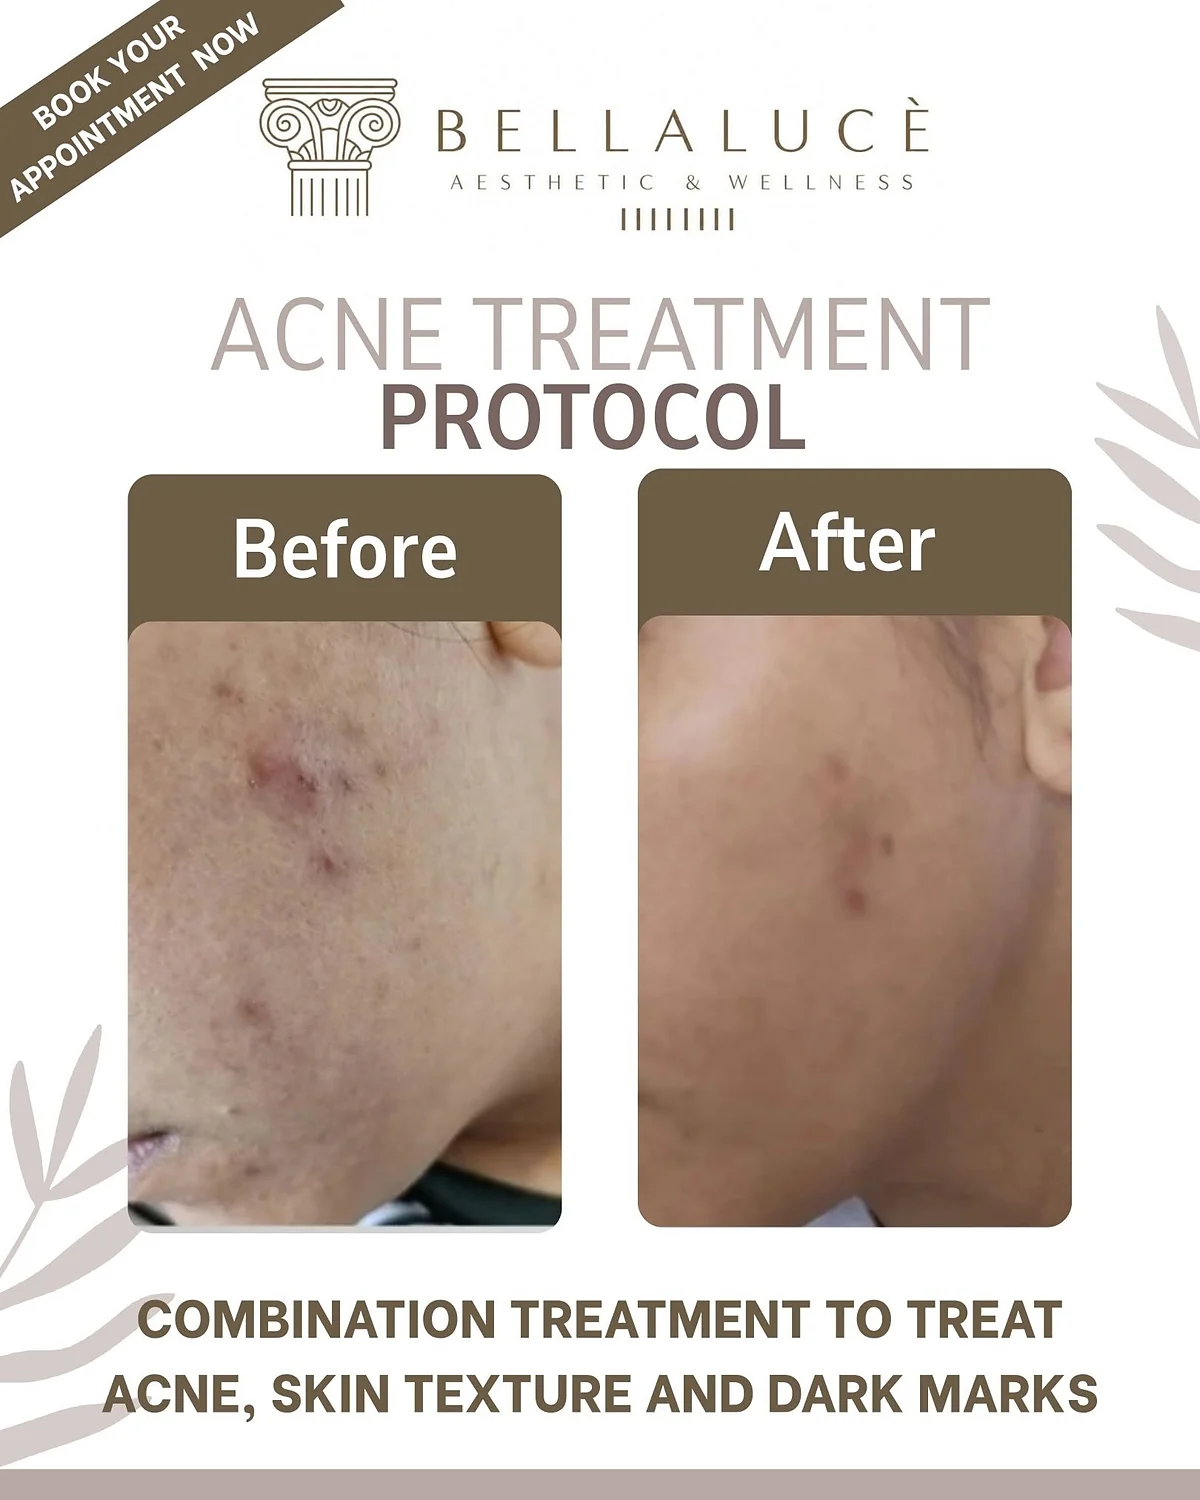 BOOK YOUR
APPOINTMENT NOW
BELLALUCÈ
AESTHETIC & WELLNESS
ACNE TREATMENT
PROTOCOL
Before
After
COMBINATION TREATMENT TO TREAT
ACNE, SKIN TEXTURE AND DARK MARKS